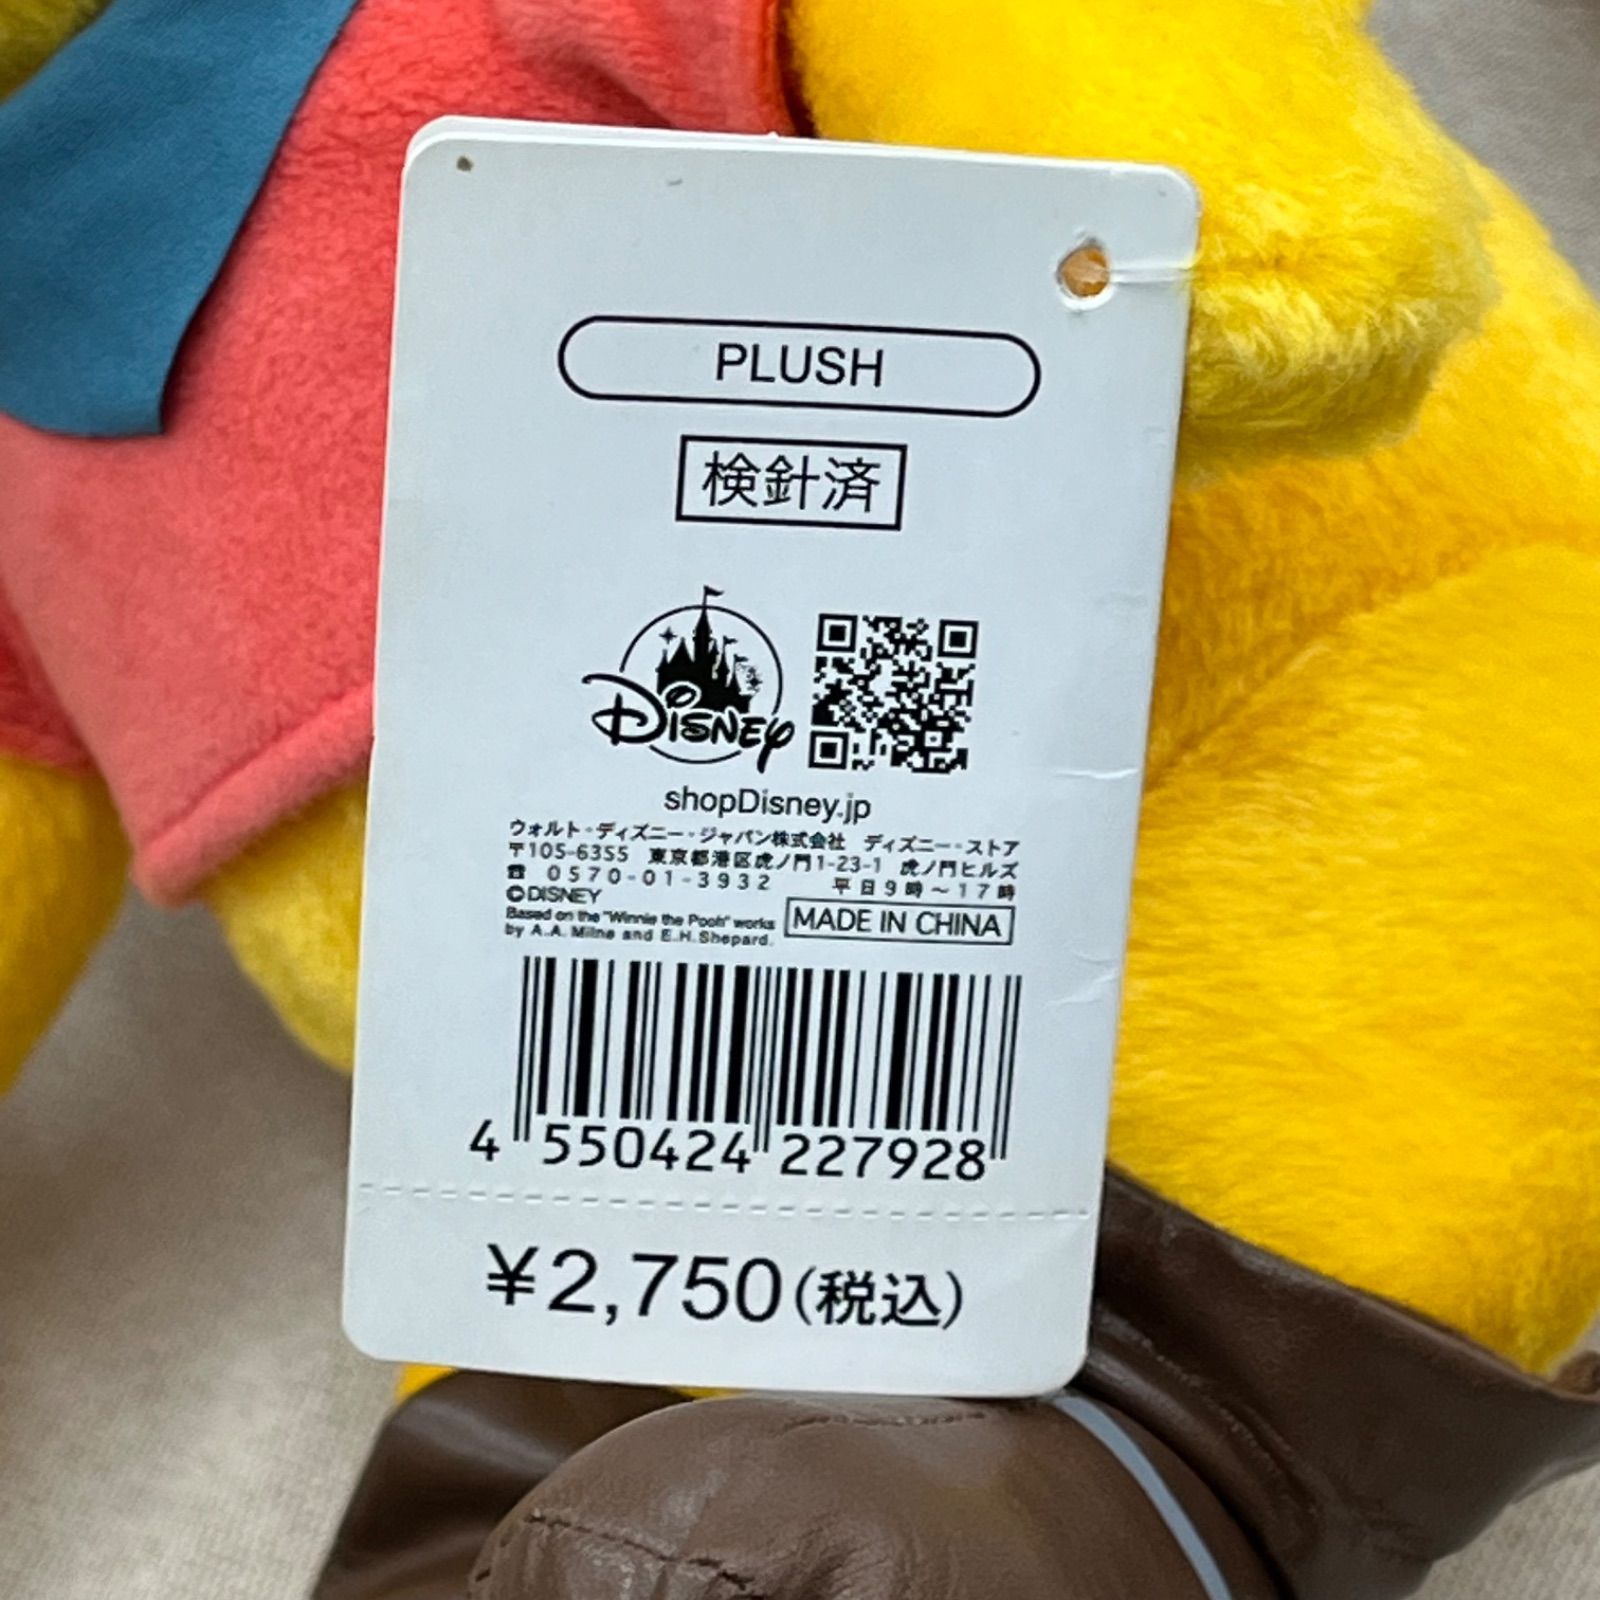 PLUSH
検針済
Disney
shopDisney.jp
ウォルト・ディズニー・ジャパン株式会社 ディズニーストア
〒105-6355 東京都港区虎ノ門1-23-1 虎ノ門ヒルズ
☎ 0570-01-3932 平日9時～17時
©DISNEY
Based on the "Winnie the Pooh" works
by A.A. Milne and E.H. Shepard.
MADE IN CHINA
4 550424 227928
¥2,750(税込)